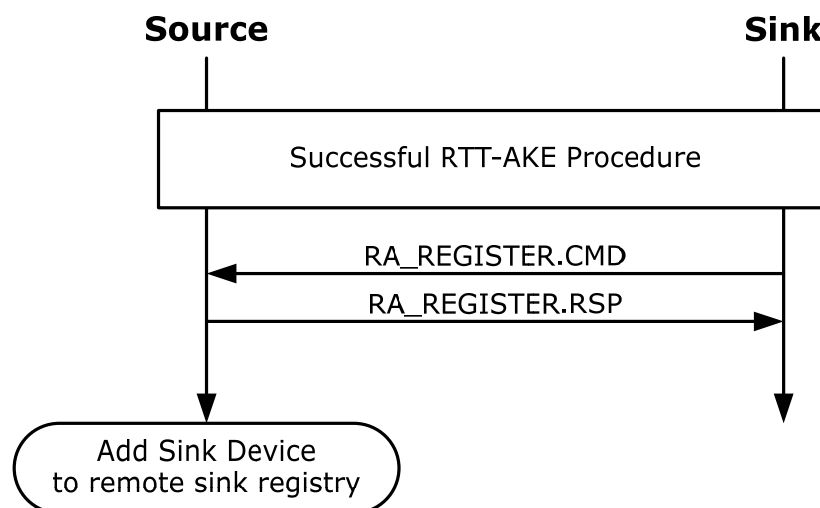 Source
Sink
Successful RTT-AKE Procedure
RA_REGISTER.CMD
RA_REGISTER.RSP
Add Sink Device
to remote sink registry